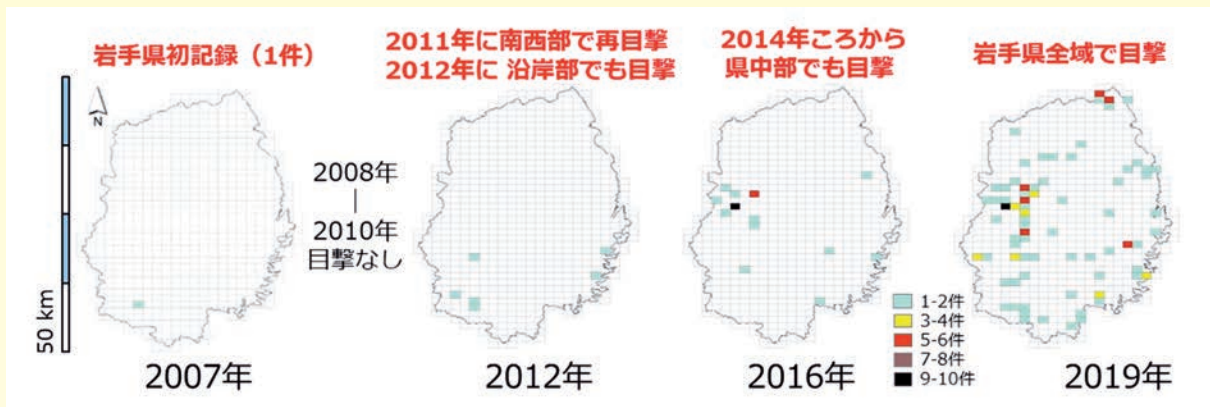 岩手県初記録(1件)
2011年に南西部で再目撃
2012年に 沿岸部でも目撃
2014年ころから
県中部でも目撃
岩手県全域で目撃
N
50 km
2008年
|
2010年
目撃なし
1-2件
3-4件
5-6件
7-8件
9-10件
2007年
2012年
2016年
2019年